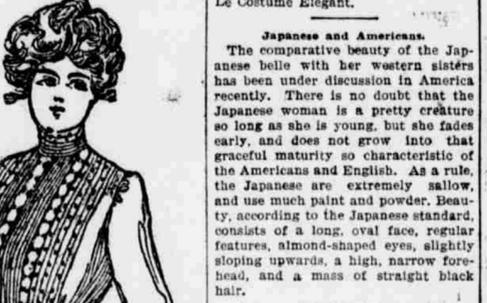 Le Costume Elegant.
Japanese and Americans.
The comparative beauty of the Jap-
anese belle with her western sisters
has been under discussion in America
recently. There is no doubt that the
Japanese woman is a pretty creature
so long as she is young, but she fades
early, and does not grow into that
graceful maturity so characteristic of
the Americans and English. As a rule,
the Japanese are extremely sallow,
and use much paint and powder. Beau-
ty, according to the Japanese standard,
consists of a long, oval face, regular
features, almond-shaped eyes, slightly
sloping upwards, a high, narrow fore-
head, and a mass of straight black
hair.